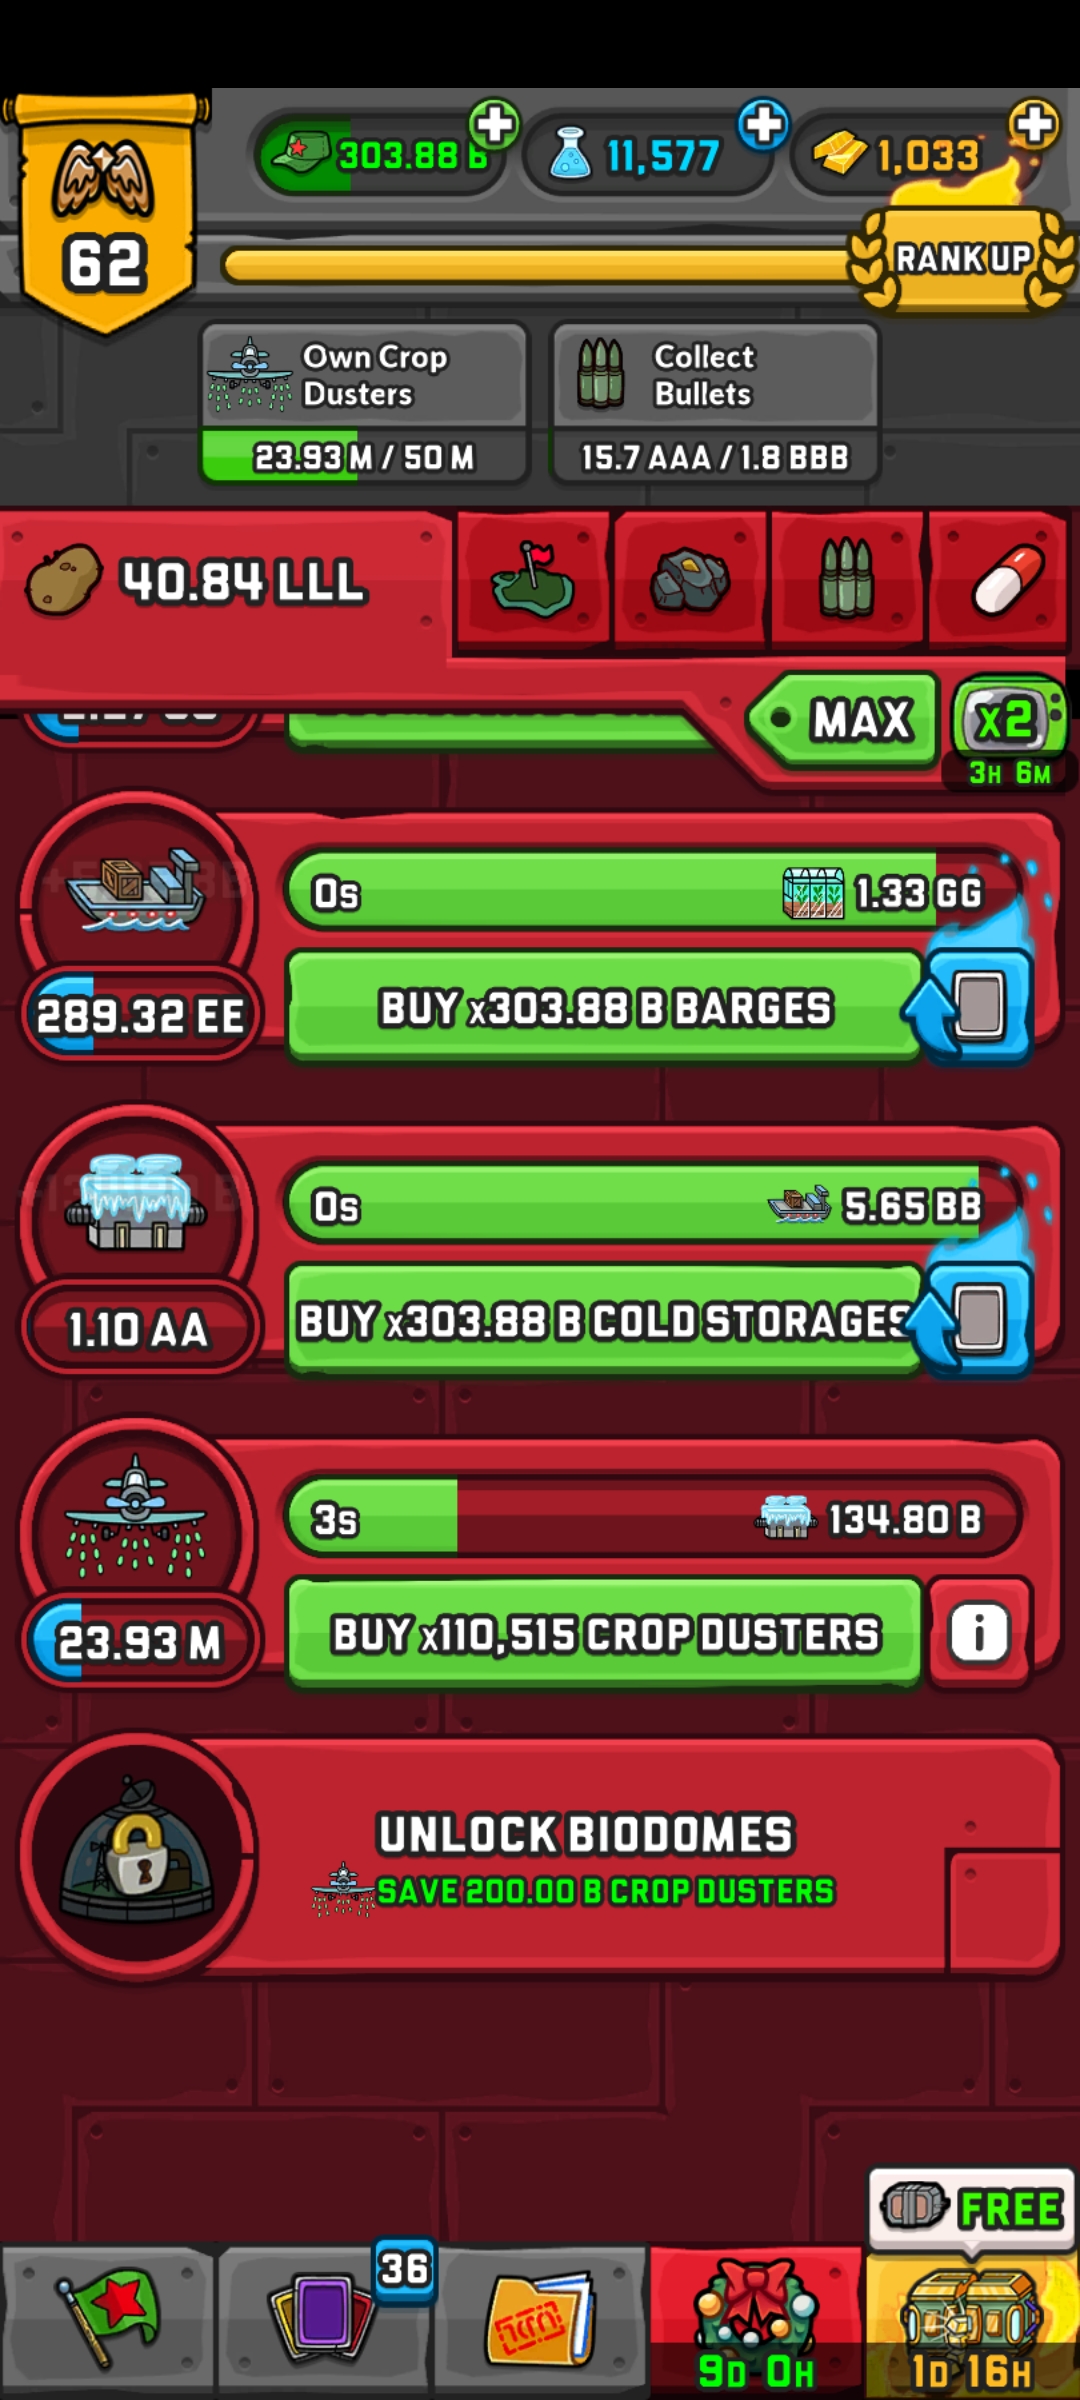 303.88 B
11,577
1,033
62
RANK UP
Own Crop
Dusters
Collect
Bullets
23.93 M / 50 M
15.7 AAA / 1.8 BBB
40.84 LLL
MAX
x2
3H 6M
0s
1.33 GG
289.32 EE
BUY x303.88 B BARGES
0s
5.65 BB
1.10 AA
BUY x303.88 B COLD STORAGES
3s
134.80 B
23.93 M
BUY x110,515 CROP DUSTERS
i
UNLOCK BIODOMES
SAVE 200.00 B CROP DUSTERS
FREE
36
9D 0H
1D 16H